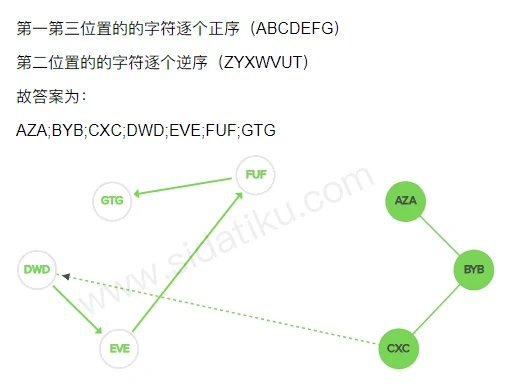 第一第三位置的的字符逐个正序（ABCDEFG）
第二位置的的字符逐个逆序（ZYXWVUT）
故答案为：
AZA;BYB;CXC;DWD;EVE;FUF;GTG
FUF
GTG
AZA
DWD
BYB
EVE
CXC
www.sidatiku.com